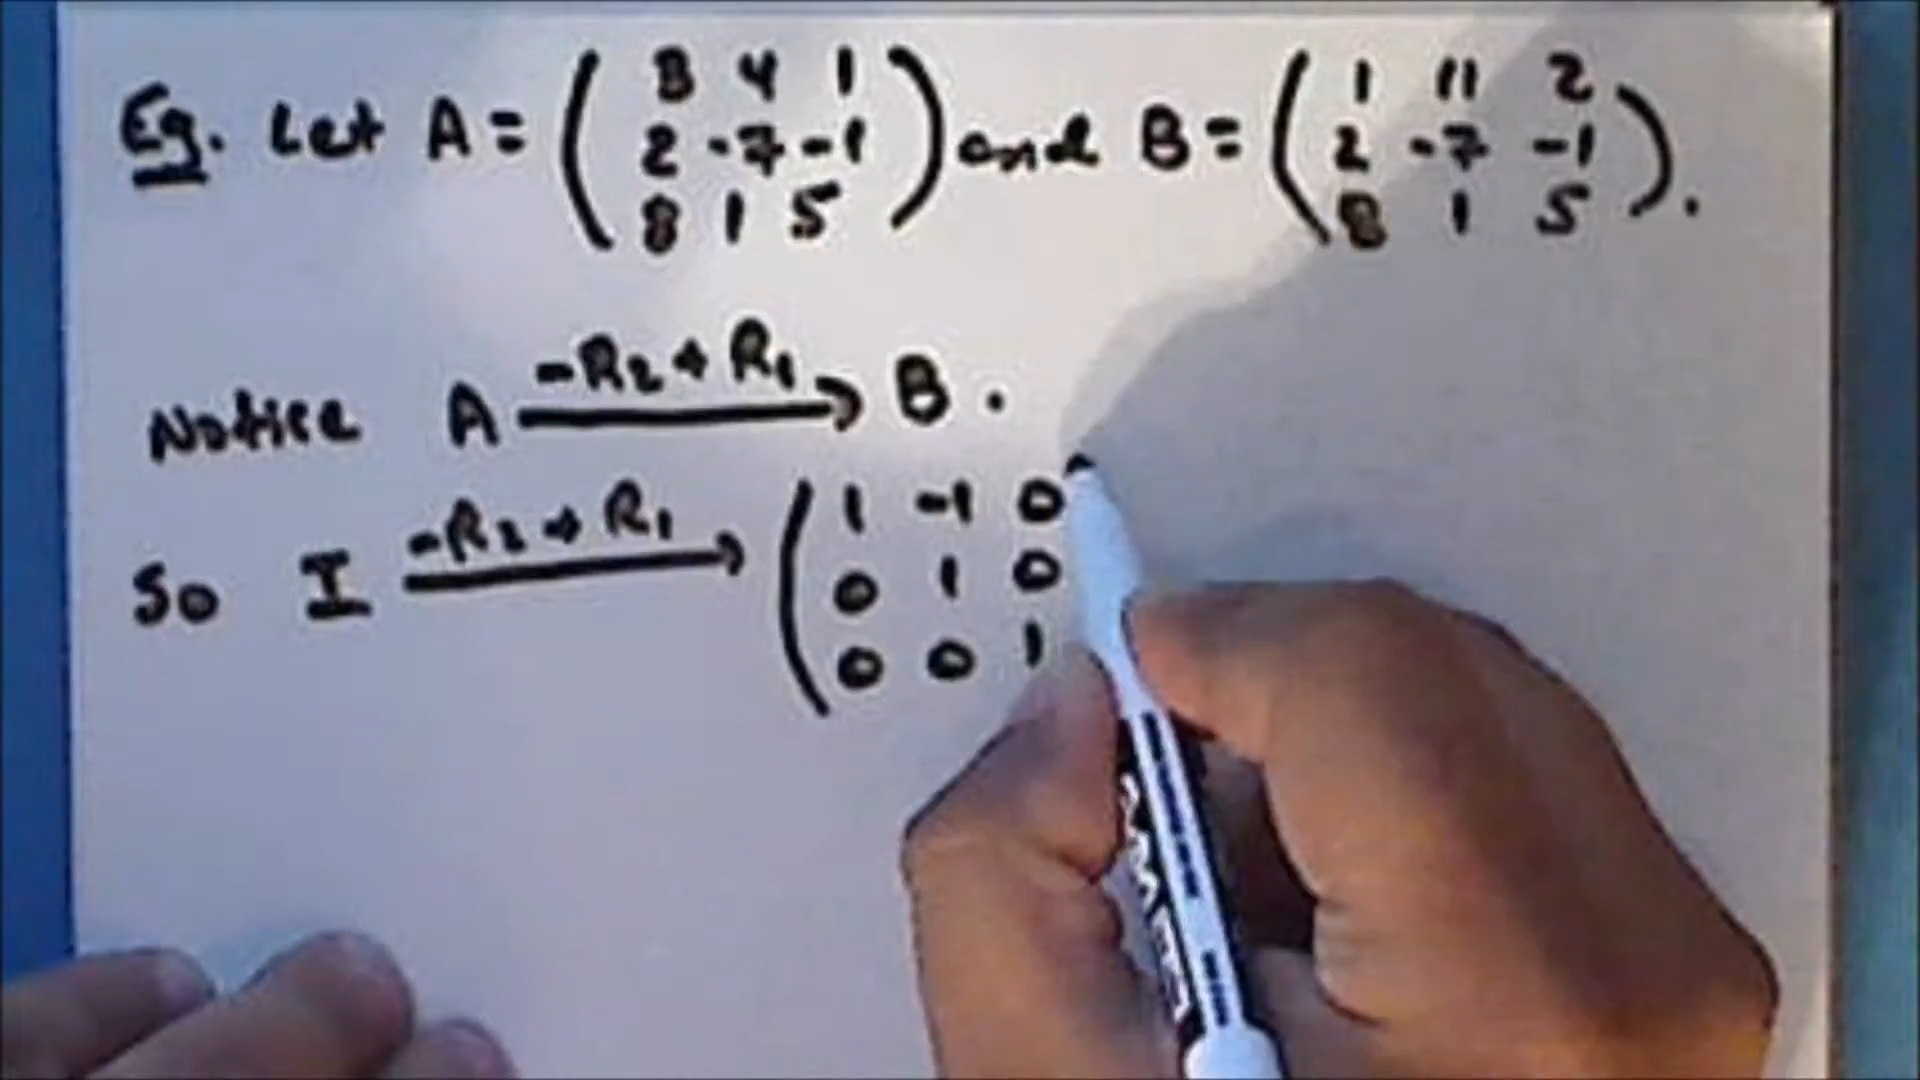 Eg. Let A = ( 3 4 1 and B = ( 1 11 2
2 -7 -1 ) 2 -7 -1 ).
8 1 5 8 1 5
Notice A -R2 + R1 → B .
So I -R2 + R1 → ( 1 -1 0
0 1 0
0 0 1